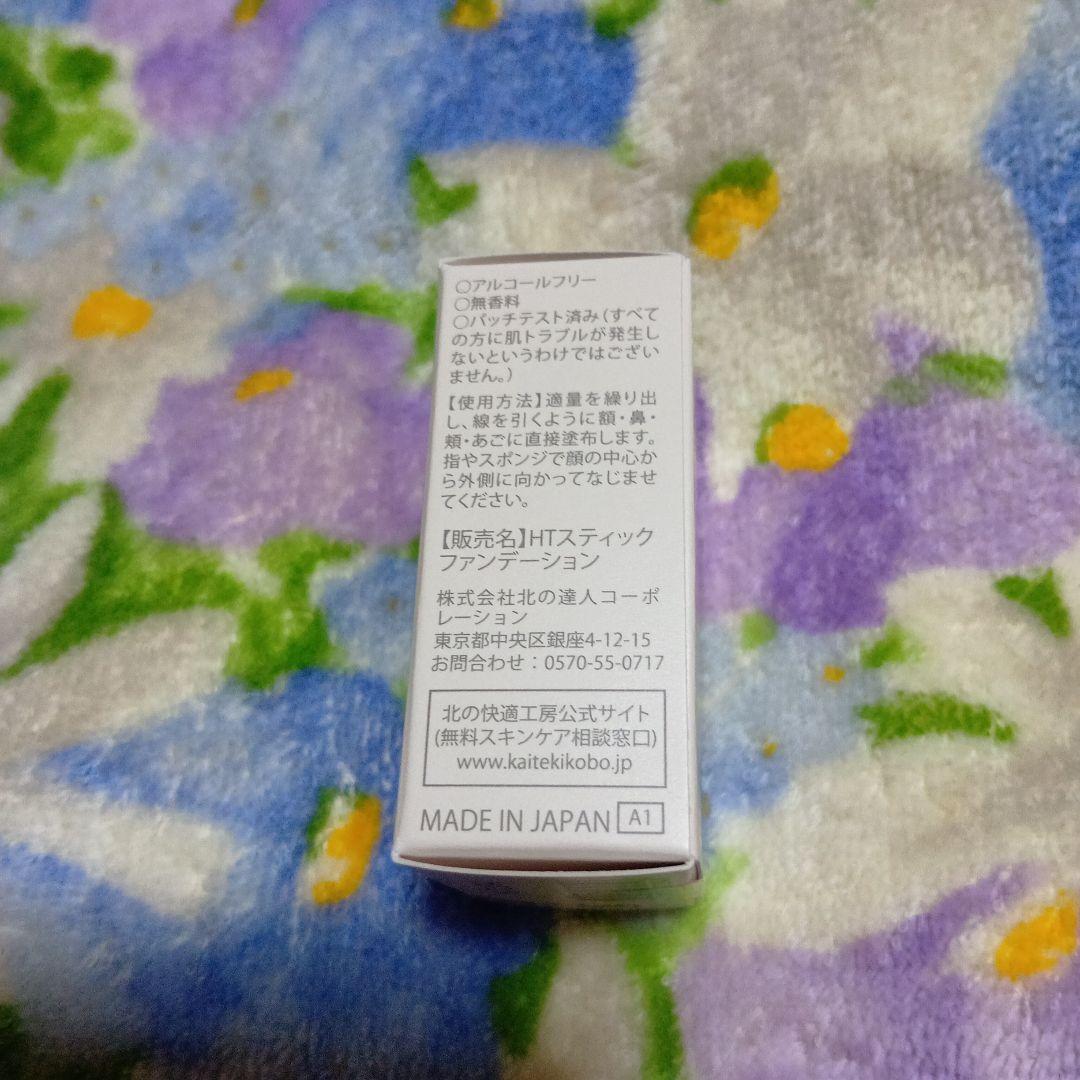 ○アルコールフリー
○無香料
○パッチテスト済み(すべて
の方に肌トラブルが発生し
ないというわけではござい
ません。)
【使用方法】適量を繰り出
し、線を引くように額・鼻・
頬・あごに直接塗布します。
指やスポンジで顔の中心か
ら外側に向かってなじませ
てください。
【販売名】HTスティック
ファンデーション
株式会社北の達人コーポ
レーション
東京都中央区銀座4-12-15
お問合わせ：0570-55-0717
北の快適工房公式サイト
(無料スキンケア相談窓口)
www.kaitekikobo.jp
MADE IN JAPAN A1